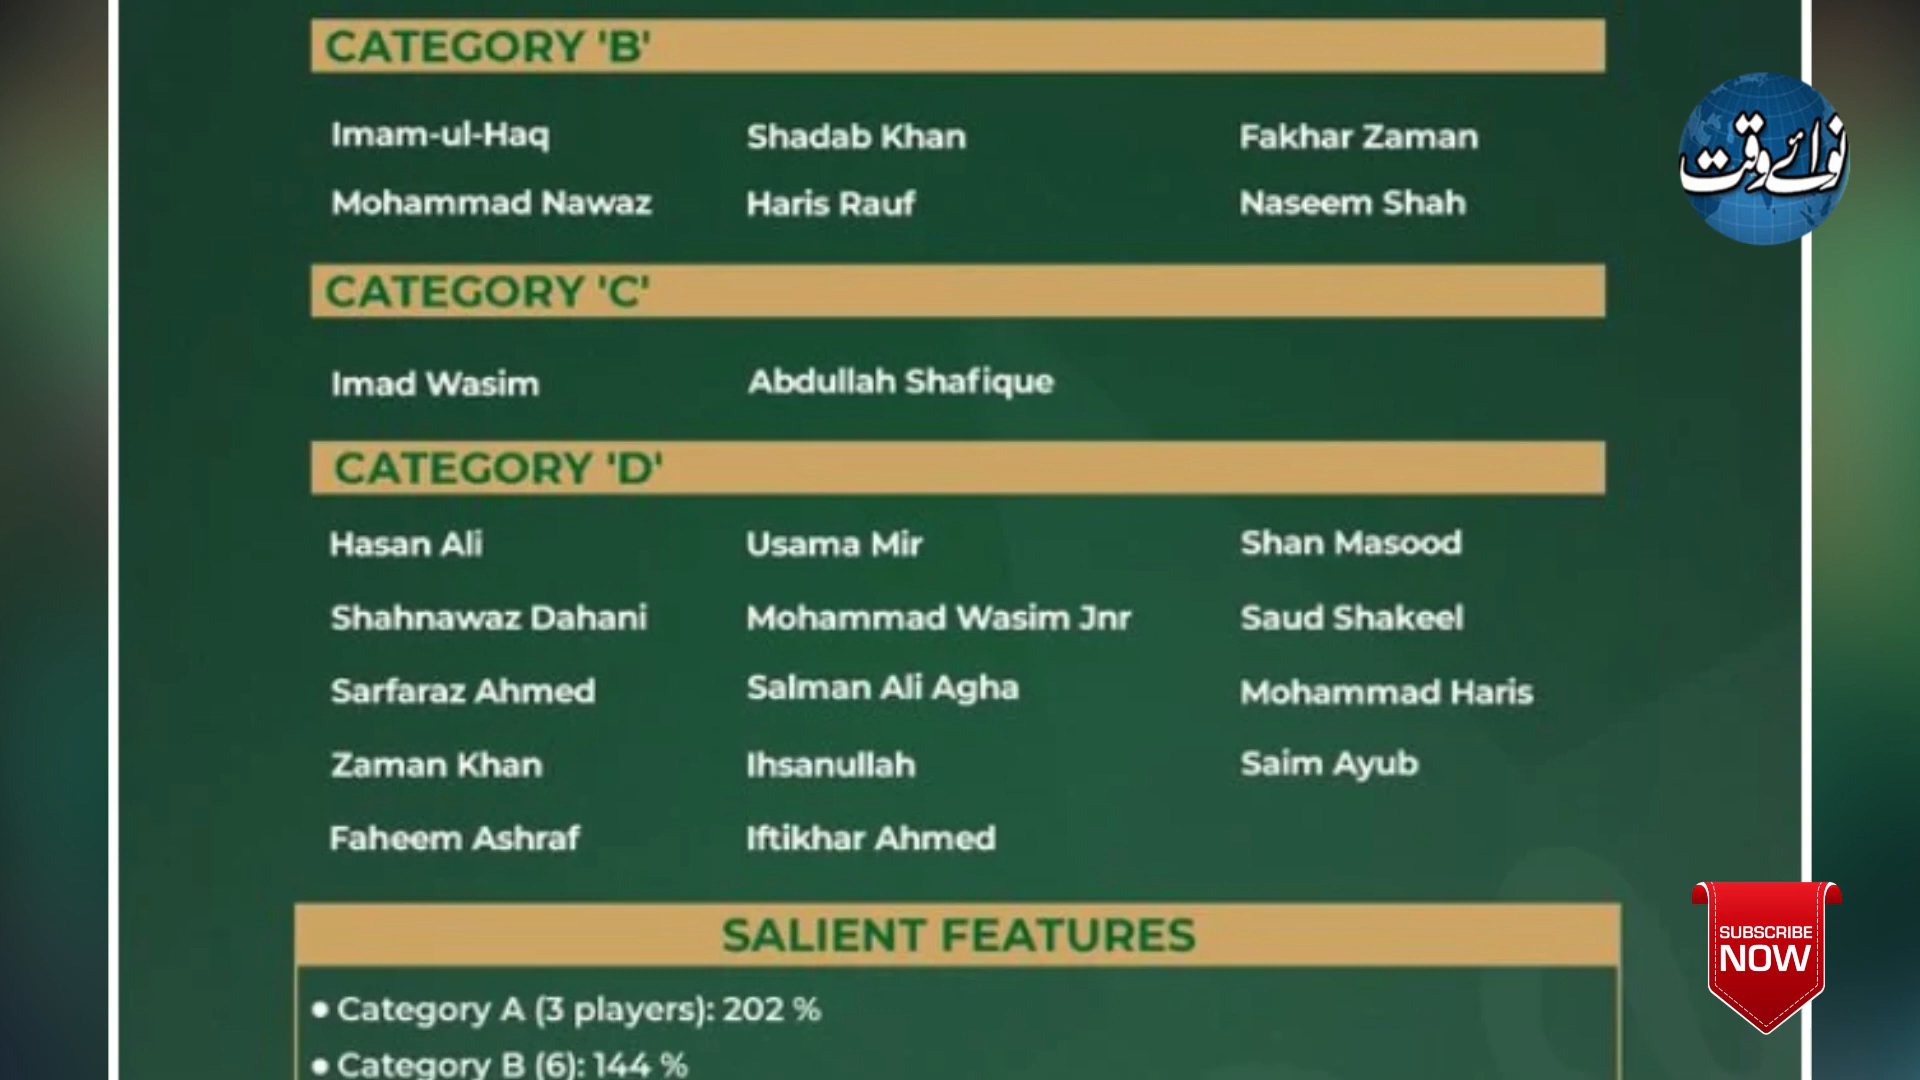 CATEGORY 'B'
Imam-ul-Haq Shadab Khan Fakhar Zaman
Mohammad Nawaz Haris Rauf Naseem Shah
CATEGORY 'C'
Imad Wasim Abdullah Shafique
CATEGORY 'D'
Hasan Ali Usama Mir Shan Masood
Shahnawaz Dahani Mohammad Wasim Jnr Saud Shakeel
Sarfaraz Ahmed Salman Ali Agha Mohammad Haris
Zaman Khan Ihsanullah Saim Ayub
Faheem Ashraf Iftikhar Ahmed
SALIENT FEATURES
• Category A (3 players): 202 %
• Category B (6): 144 %
نوائے وقت
SUBSCRIBE
NOW